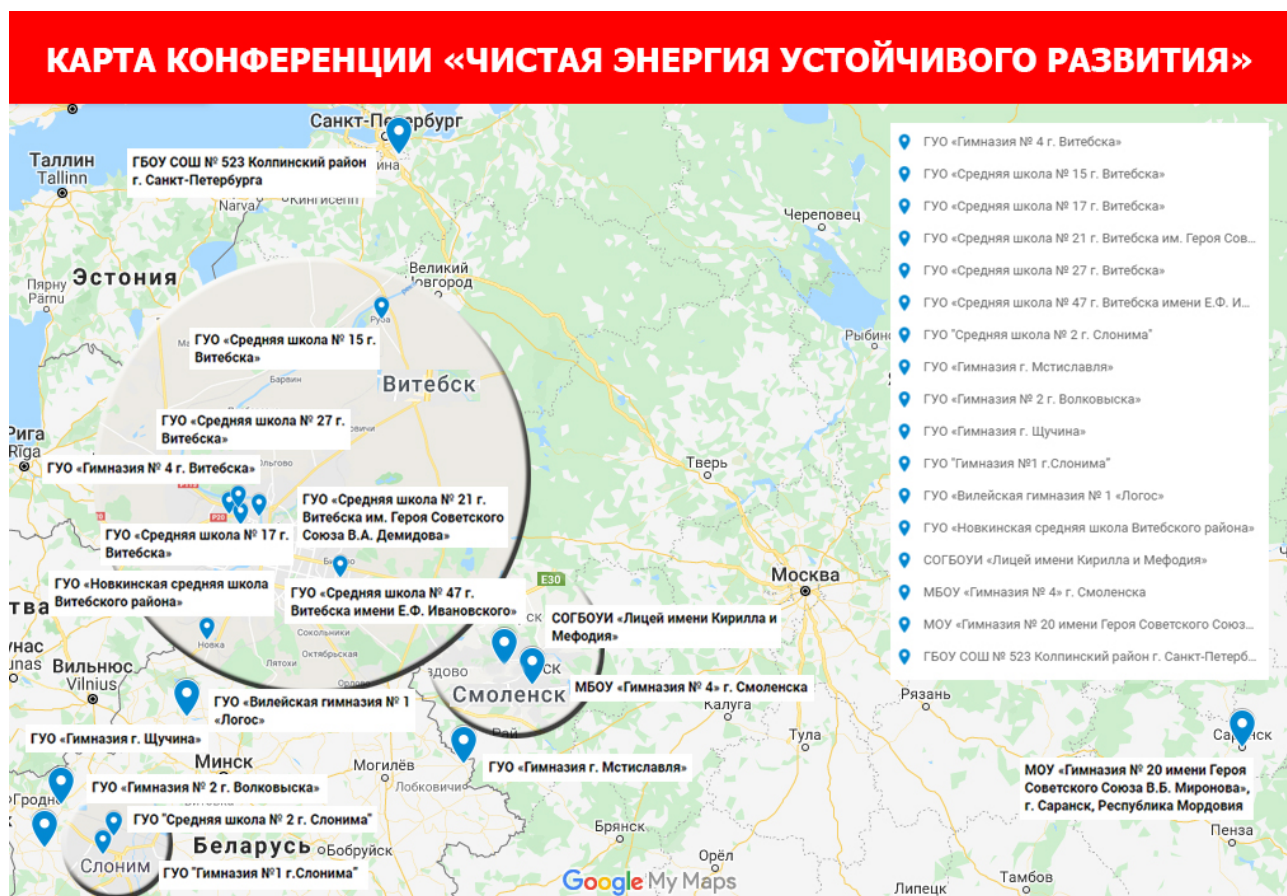 КАРТА КОНФЕРЕНЦИИ «ЧИСТАЯ ЭНЕРГИЯ УСТОЙЧИВОГО РАЗВИТИЯ»
Санкт-Петербург
ГБОУ СОШ № 523 Колпинский район
г. Санкт-Петербурга
Таллин
Tallinn
Narva
Кингисепп
Череповец
Эстония
Пярну
Pärnu
Великий
Новгород
Руба
ГУО «Средняя школа № 15 г.
Витебска»
Барвин
Витебск
ГУО «Средняя школа № 27 г.
Витебска»
Рига
Rīga
ГУО «Гимназия № 4 г. Витебска»
P20
ГУО «Средняя школа № 21 г.
Витебска им. Героя Советского
Союза В.А. Демидова»
ГУО «Средняя школа № 17 г.
Витебска»
Тверь
Москва
E30
ГУО «Новкинская средняя школа
Витебского района»
ГУО «Средняя школа № 47 г.
Витебска имени Е.Ф. Ивановского»
СОГБОУИ «Лицей имени Кирилла и
Мефодия»
Новка
Сокольники
Октябрьская
Лятохи
Вильнюс
Vilnius
Смоленск
МБОУ «Гимназия № 4» г. Смоленска
Калуга
Рязань
Тула
ГУО «Вилейская гимназия № 1
«Логос»
ГУО «Гимназия г. Щучина»
Минск
Могилёв
Лобковичи
ГУО «Гимназия г. Мстиславля»
Саранск
МОУ «Гимназия № 20 имени Героя
Советского Союза В.Б. Миронова»,
г. Саранск, Республика Мордовия
Пенза
Гродно
ГУО «Гимназия № 2 г. Волковыска»
ГУО "Средняя школа № 2 г. Слонима"
Беларусь
Бобруйск
Слоним
ГУО "Гимназия №1 г.Слонима"
Брянск
Орёл
Липецк
Тамбов
Google My Maps
ГУО «Гимназия № 4 г. Витебска»
ГУО «Средняя школа № 15 г. Витебска»
ГУО «Средняя школа № 17 г. Витебска»
ГУО «Средняя школа № 21 г. Витебска им. Героя Сов...
ГУО «Средняя школа № 27 г. Витебска»
ГУО «Средняя школа № 47 г. Витебска имени Е.Ф. И...
ГУО "Средняя школа № 2 г. Слонима"
ГУО «Гимназия г. Мстиславля»
ГУО «Гимназия № 2 г. Волковыска»
ГУО «Гимназия г. Щучина»
ГУО "Гимназия №1 г.Слонима"
ГУО «Вилейская гимназия № 1 «Логос»
ГУО «Новкинская средняя школа Витебского района»
СОГБОУИ «Лицей имени Кирилла и Мефодия»
МБОУ «Гимназия № 4» г. Смоленска
МОУ «Гимназия № 20 имени Героя Советского Союз...
ГБОУ СОШ № 523 Колпинский район г. Санкт-Петерб...